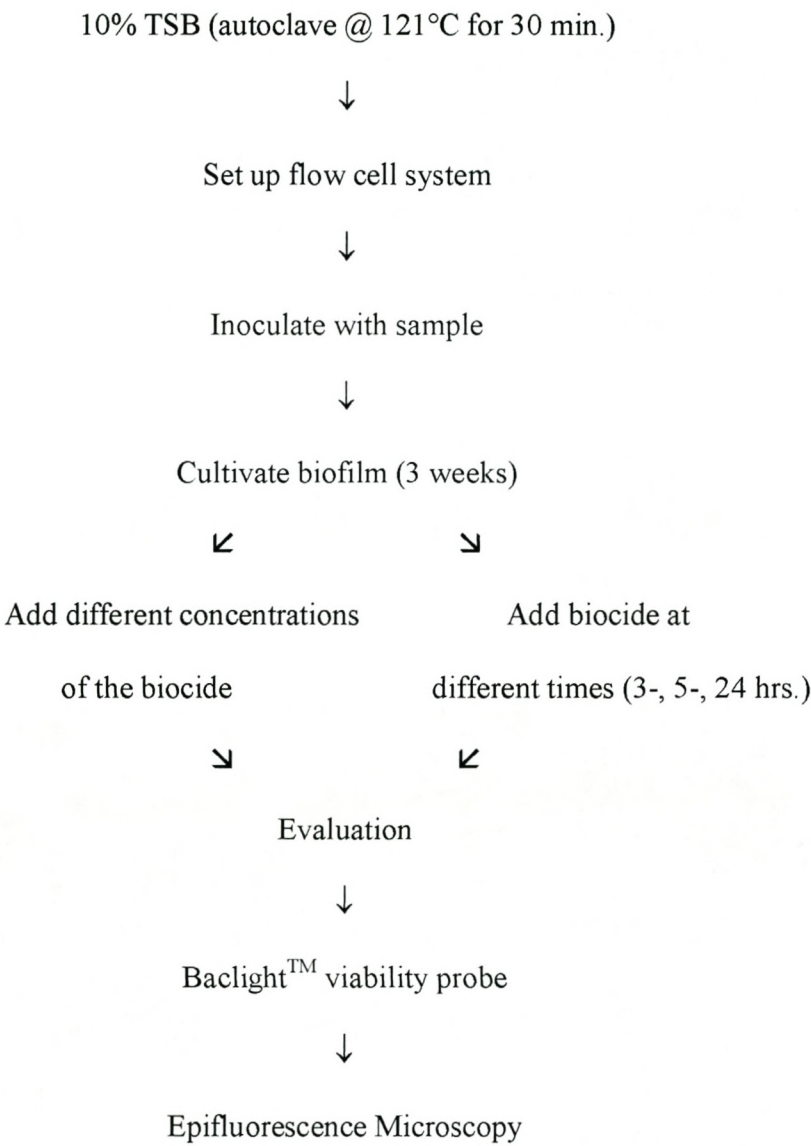 10% TSB (autoclave @ 121°C for 30 min.)
↓
Set up flow cell system
↓
Inoculate with sample
↓
Cultivate biofilm (3 weeks)
↙ ↘
Add different concentrations
of the biocide
Add biocide at
different times (3-, 5-, 24 hrs.)
↘ ↙
Evaluation
↓
Baclight™ viability probe
↓
Epifluorescence Microscopy